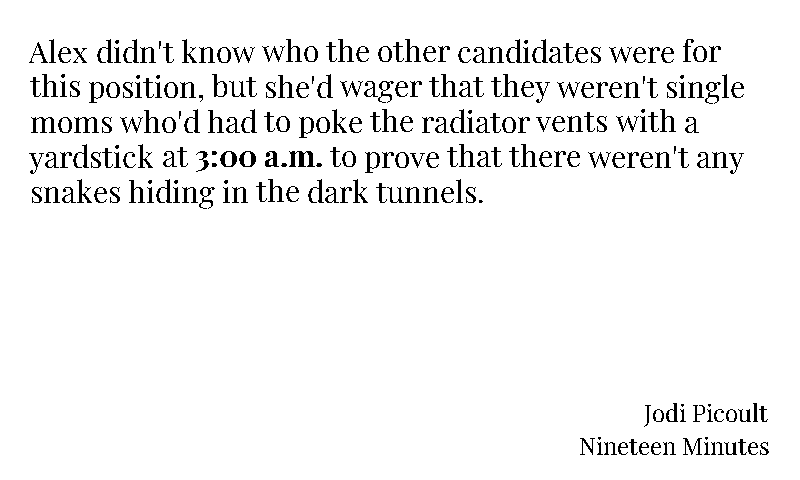 Alex didn't know who the other candidates were for
this position, but she'd wager that they weren't single
moms who'd had to poke the radiator vents with a
yardstick at 3:00 a.m. to prove that there weren't any
snakes hiding in the dark tunnels.
Jodi Picoult
Nineteen Minutes